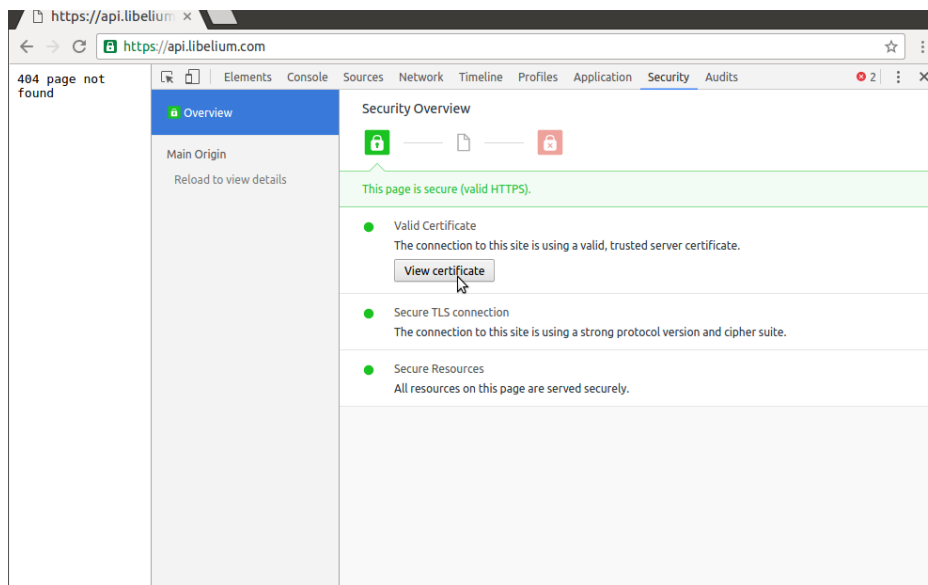 https://api.libelium
https://api.libelium.com
404 page not
found
Elements Console Sources Network Timeline Profiles Application Security Audits 2
Overview
Main Origin
Reload to view details
Security Overview
This page is secure (valid HTTPS).
Valid Certificate
The connection to this site is using a valid, trusted server certificate.
View certificate
Secure TLS connection
The connection to this site is using a strong protocol version and cipher suite.
Secure Resources
All resources on this page are served securely.